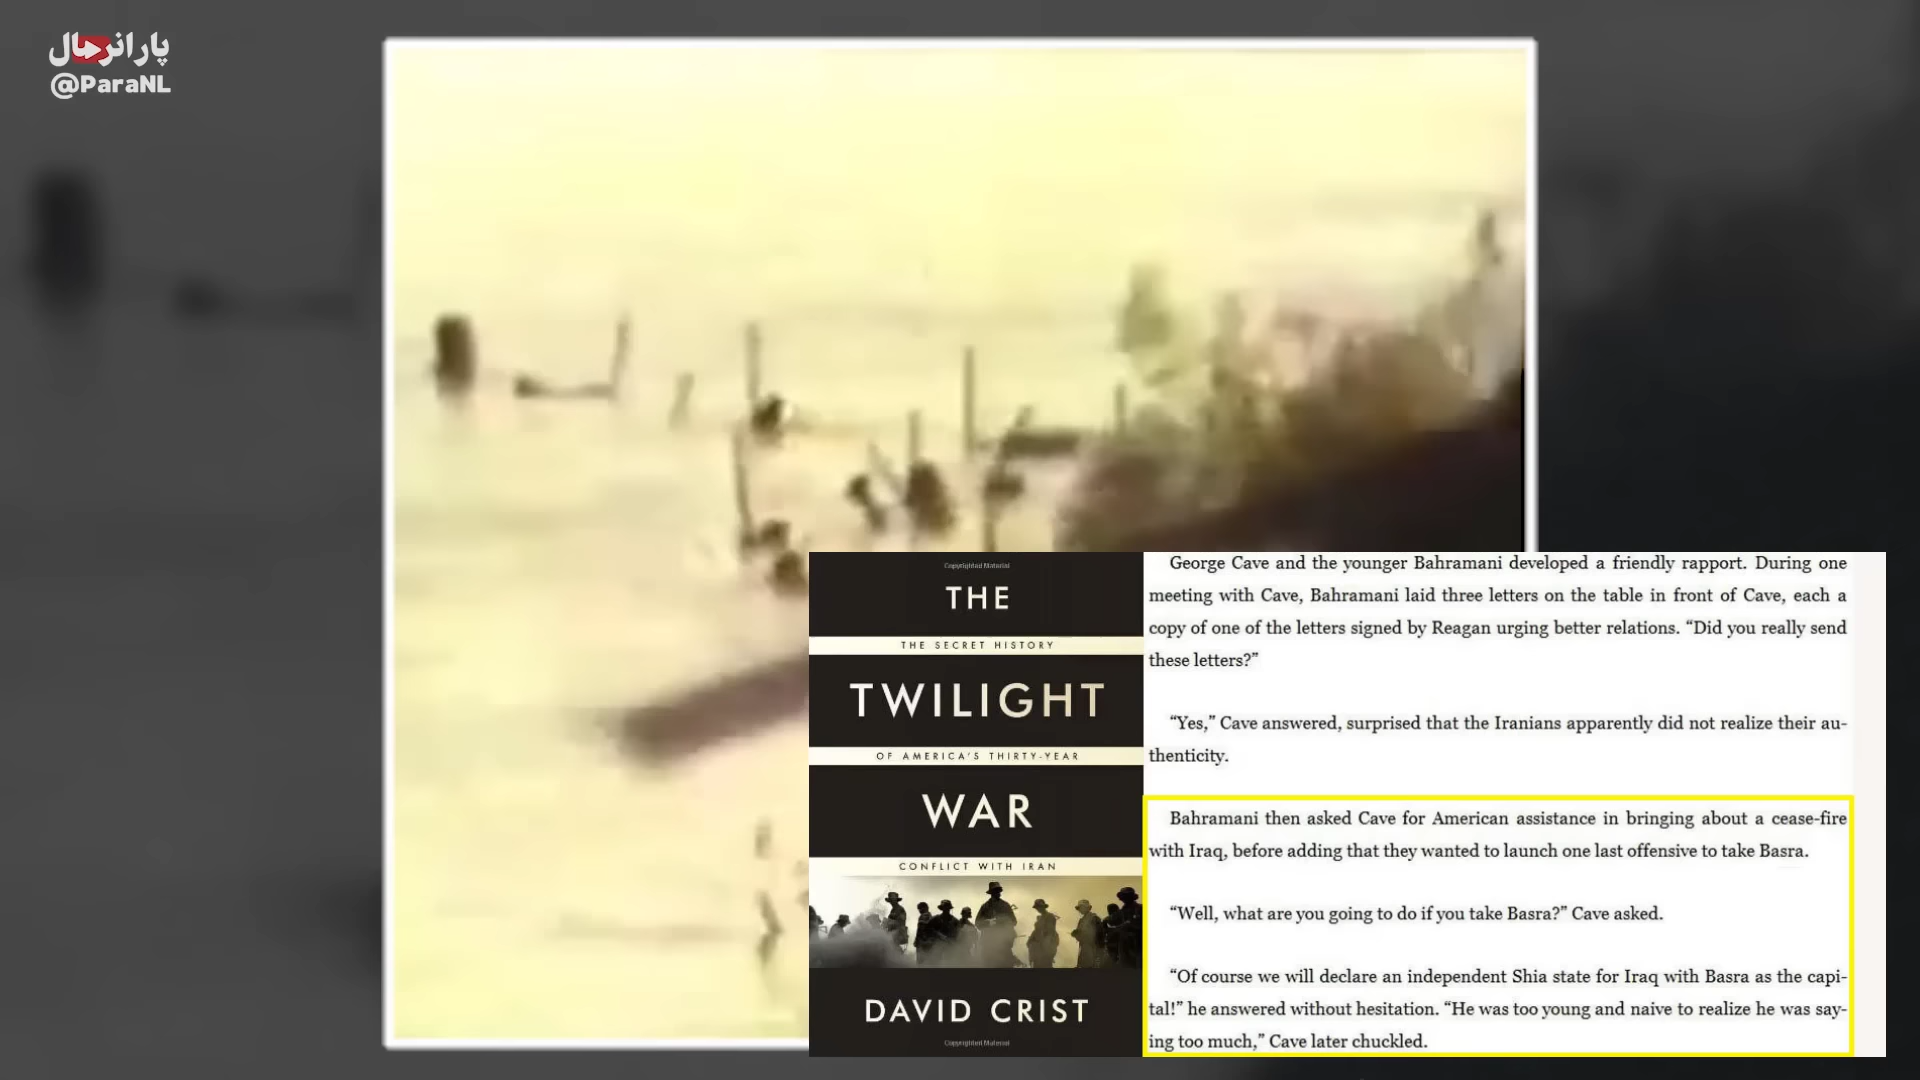 پارانرمال
@ParaNL
Copyrighted Material
THE
THE SECRET HISTORY
TWILIGHT
OF AMERICA'S THIRTY-YEAR
WAR
CONFLICT WITH IRAN
DAVID CRIST
Copyrighted Material
George Cave and the younger Bahramani developed a friendly rapport. During one
meeting with Cave, Bahramani laid three letters on the table in front of Cave, each a
copy of one of the letters signed by Reagan urging better relations. “Did you really send
these letters?”
“Yes,” Cave answered, surprised that the Iranians apparently did not realize their au-
thenticity.
Bahramani then asked Cave for American assistance in bringing about a cease-fire
with Iraq, before adding that they wanted to launch one last offensive to take Basra.
“Well, what are you going to do if you take Basra?” Cave asked.
“Of course we will declare an independent Shia state for Iraq with Basra as the capi-
tal!” he answered without hesitation. “He was too young and naive to realize he was say-
ing too much,” Cave later chuckled.